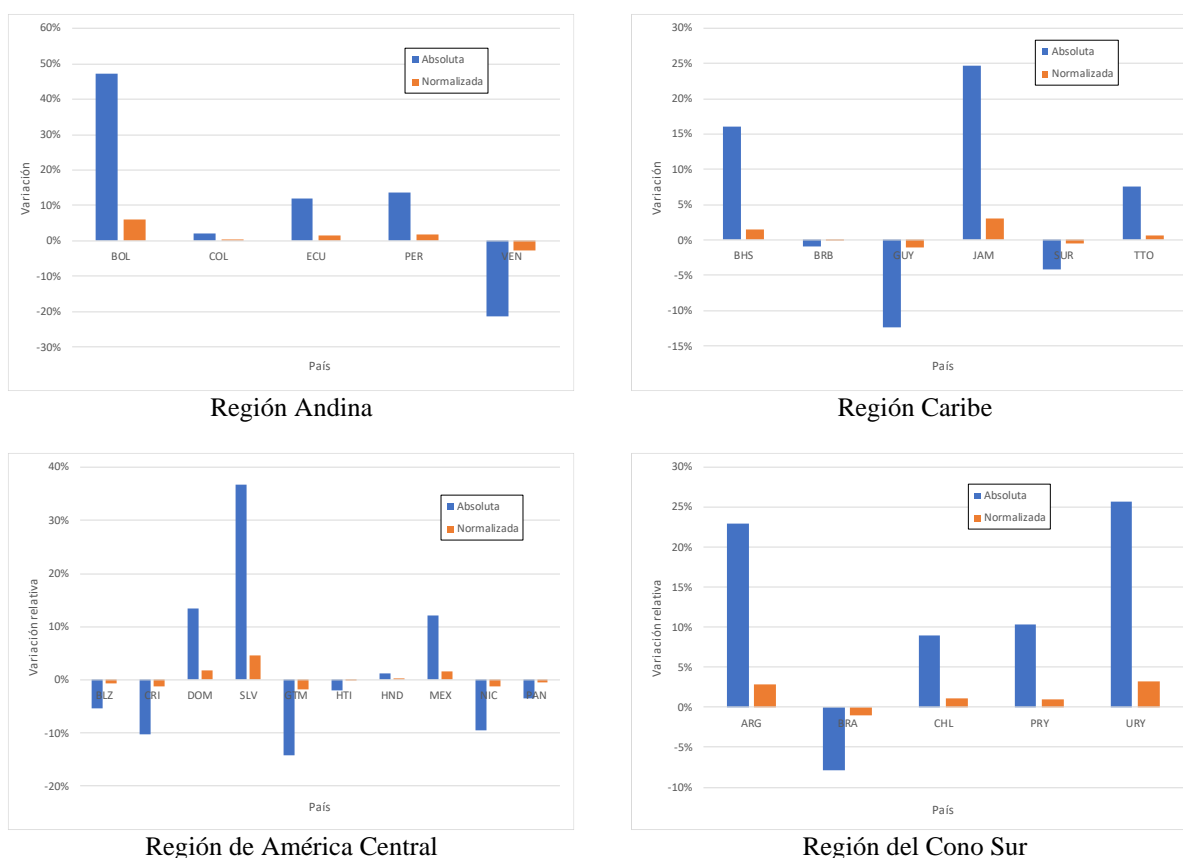 60%
50%
40%
30%
20%
10%
0%
-10%
-20%
-30%
Variación
Absoluta
Normalizada
BOL
COL
ECU
PER
VEN
País
Región Andina
30%
25%
20%
15%
10%
5%
0%
-5%
-10%
-15%
Variación
Absoluta
Normalizada
BHS
BRB
GUY
JAM
SUR
TTO
País
Región Caribe
40%
30%
20%
10%
0%
-10%
-20%
Variación relativa
Absoluta
Normalizada
BLZ
CRI
DOM
SLV
GTM
HTI
HND
MEX
NIC
PAN
País
Región de América Central
30%
25%
20%
15%
10%
5%
0%
-5%
-10%
Variación relativa
Absoluta
Normalizada
ARG
BRA
CHL
PRY
URY
País
Región del Cono Sur